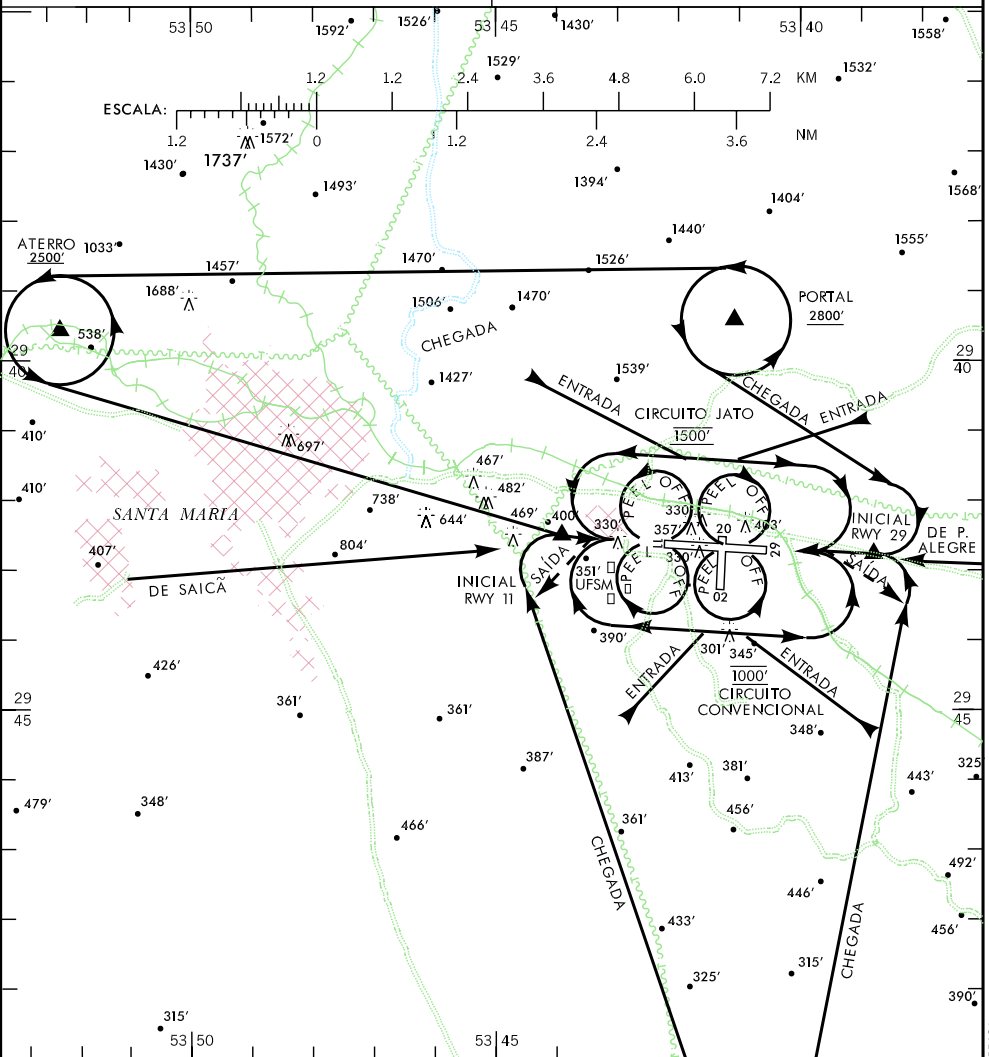 1592′
1526′
1430′
1558′
53 50
53 45
53 40
1529′
1532′
1.2 1.2 2.4 3.6 4.8 6.0 7.2 KM
ESCALA:
1.2 0 1.2 2.4 3.6 NM
1572′
1737′
1430′
1493′
1394′
1404′
1568′
1440′
1555′
ATERRO
2500′
1033′
1457′
1470′
1526′
1688′
1506′
1470′
PORTAL
2800′
CHEGADA
538′
29
40
29
40
1427′
1539′
ENTRADA
CHEGADA
ENTRADA
CIRCUITO JATO
1500′
410′
697′
467′
410′
482′
738′
644′
469′
400′
SANTA MARIA
PEEL OFF
PEEL OFF
330′
330′
357′
463′
20
29
02
330′
INICIAL
RWY 29
DE P.
ALEGRE
407′
804′
DE SAICÃ
INICIAL
RWY 11
SAÍDA
SAÍDA
351′
UFSM
11
PEEL OFF
PEEL OFF
390′
301′
345′
426′
ENTRADA
ENTRADA
1000′
CIRCUITO
CONVENCIONAL
29
45
29
45
361′
361′
348′
387′
413′
381′
443′
325′
479′
348′
466′
361′
456′
CHEGADA
492′
446′
433′
CHEGADA
456′
325′
315′
390′
315′
53 50
53 45